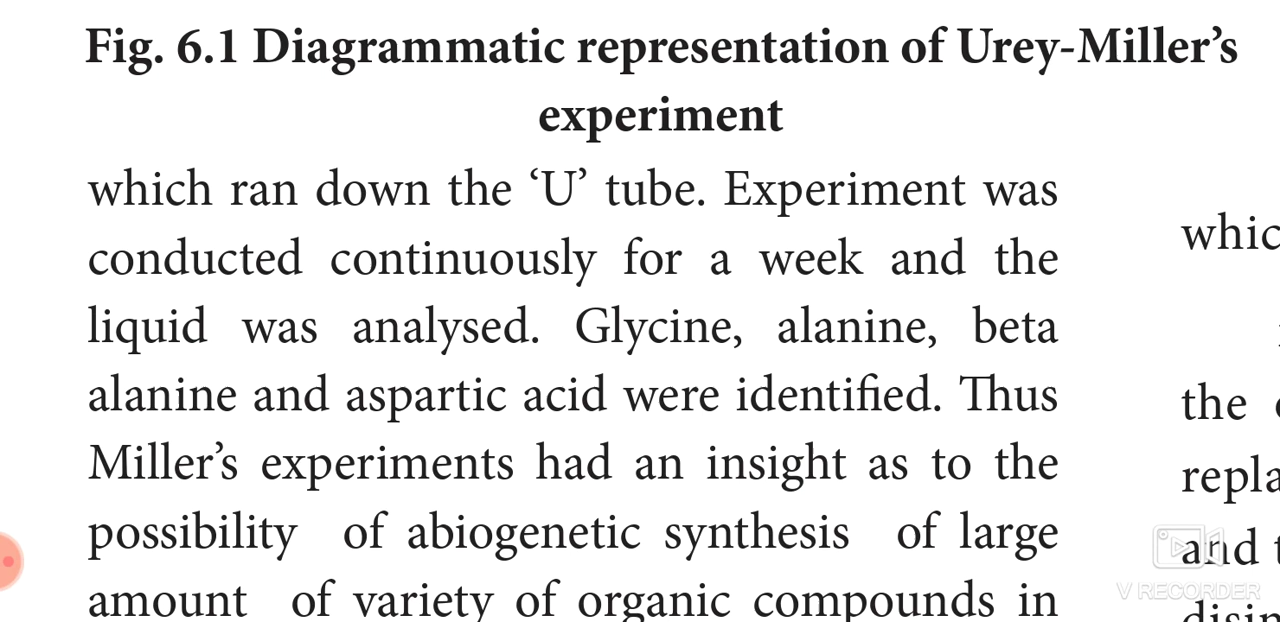 Fig. 6.1 Diagrammatic representation of Urey-Miller’s
experiment
which ran down the ‘U’ tube. Experiment was
conducted continuously for a week and the
liquid was analysed. Glycine, alanine, beta
alanine and aspartic acid were identified. Thus
Miller’s experiments had an insight as to the
possibility of abiogenetic synthesis of large
amount of variety of organic compounds in
the
and
V RECORDER